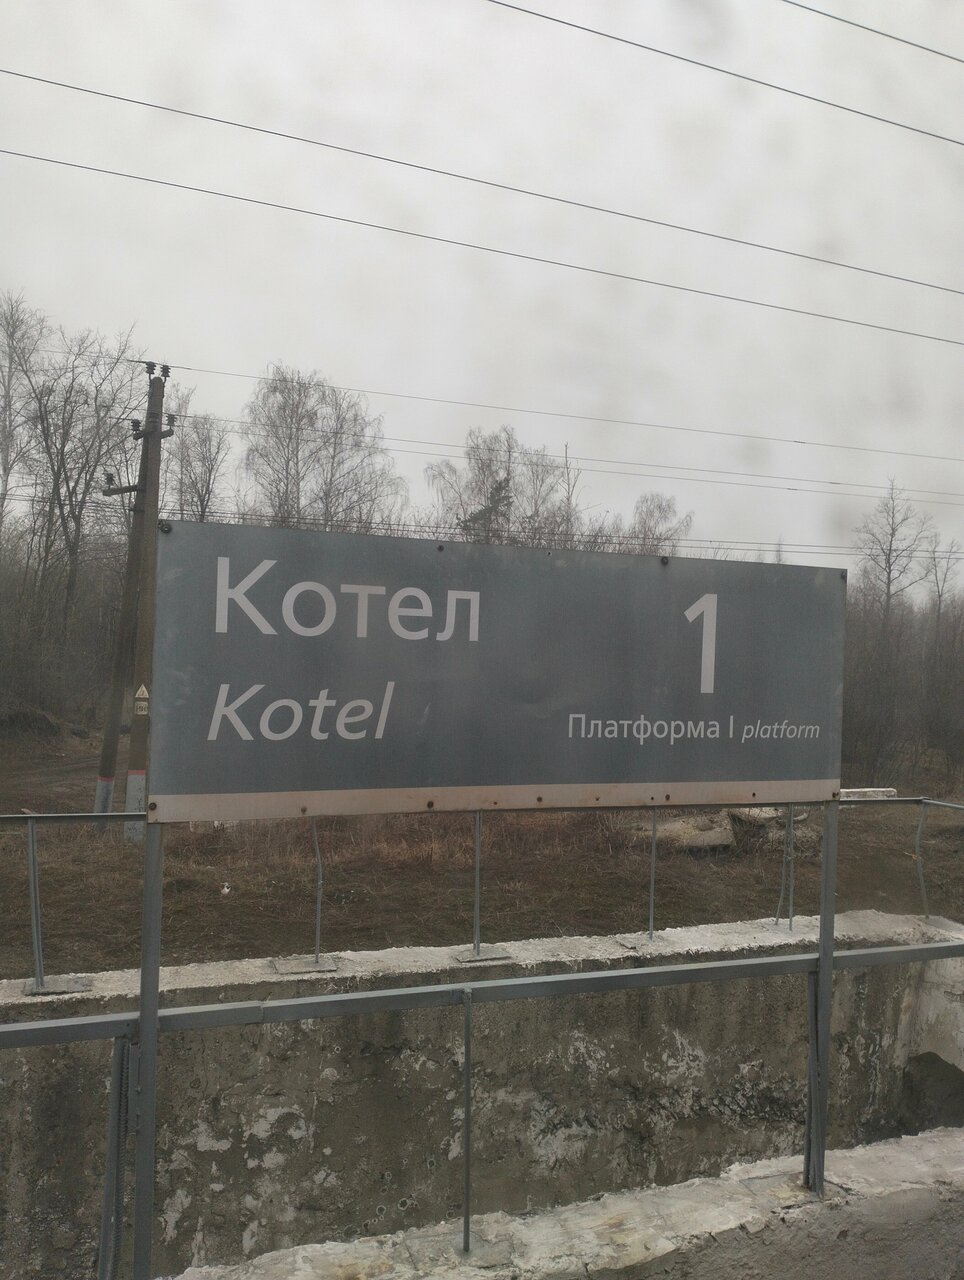 Котел
Kotel
1
Платформа | platform